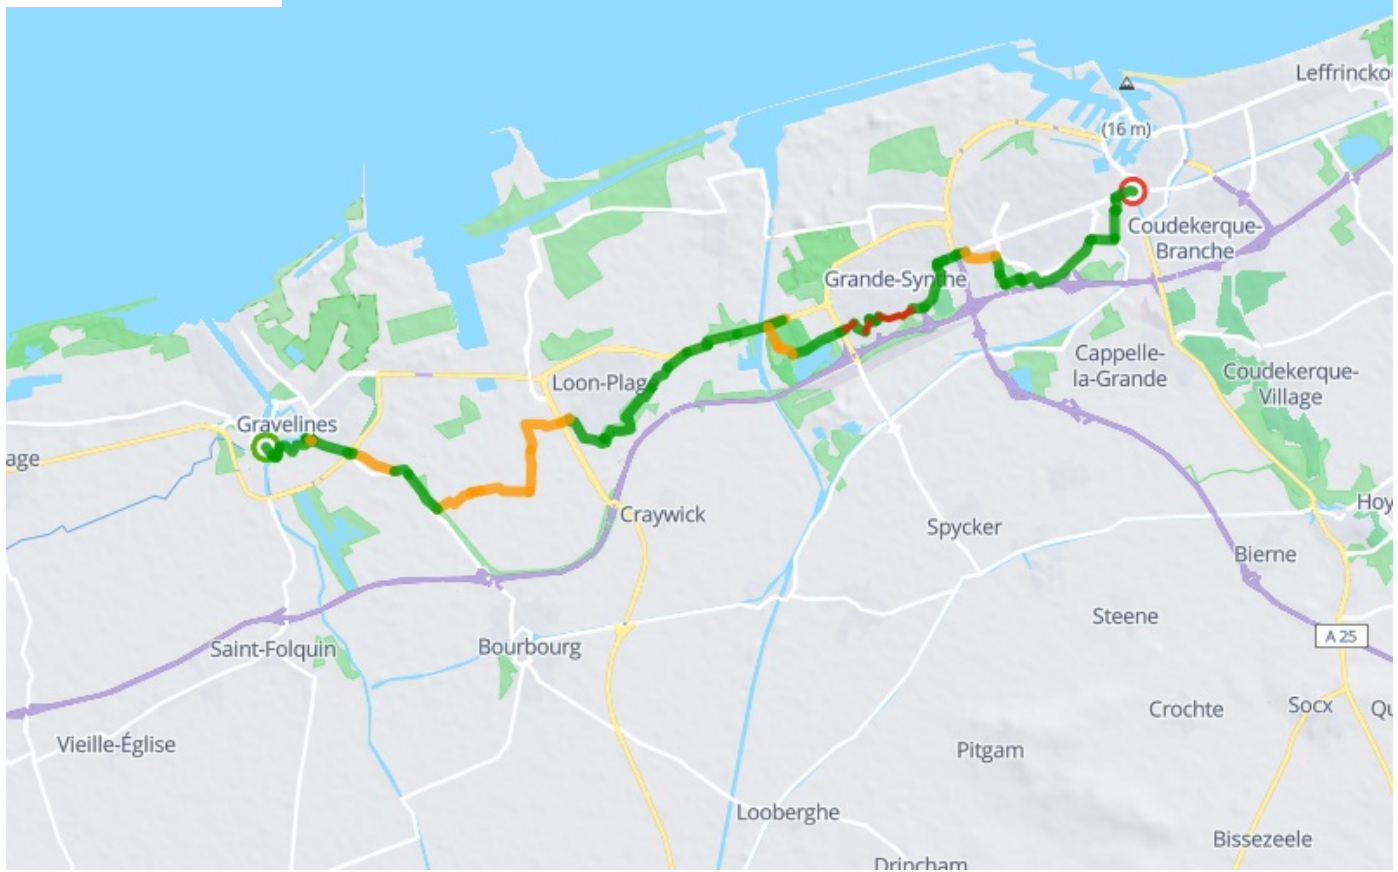 Leffrincko
(16 m)
Coudekerque-
Branche
Grande-Synthe
Cappelle-
la-Grande
Coudekerque-
Village
Loon-Plage
Gravelines
age
Hoy
Craywick
Spycker
Bierne
Steene
A 25
Saint-Folquin
Bourbourg
Crochte
Socx
Qu
Vieille-Église
Pitgam
Looberghe
Bissezeele
Drincham